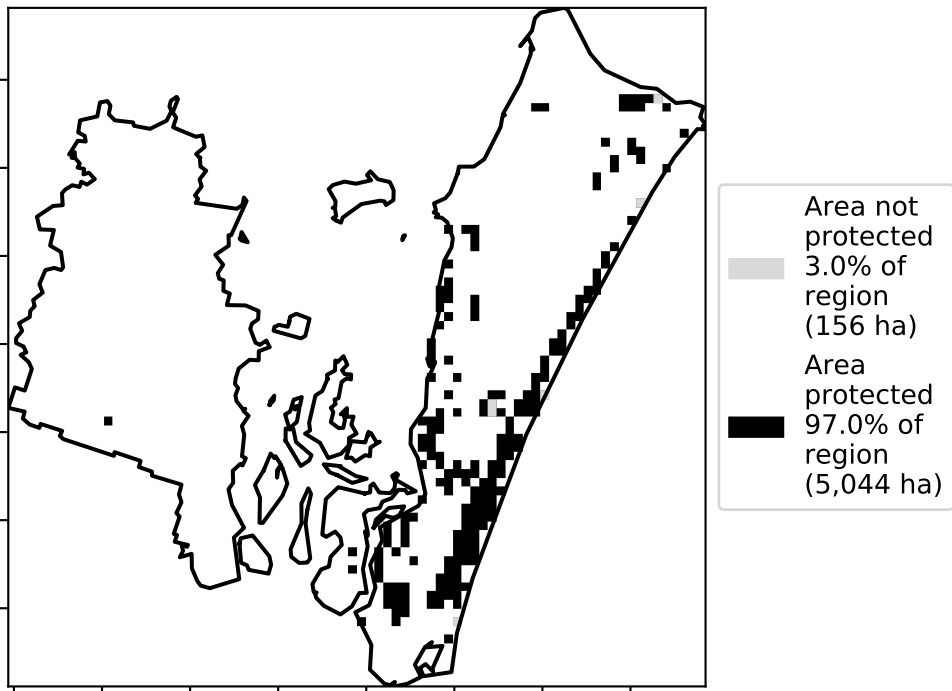 Area not
protected
3.0% of
region
(156 ha)
Area
protected
97.0% of
region
(5,044 ha)